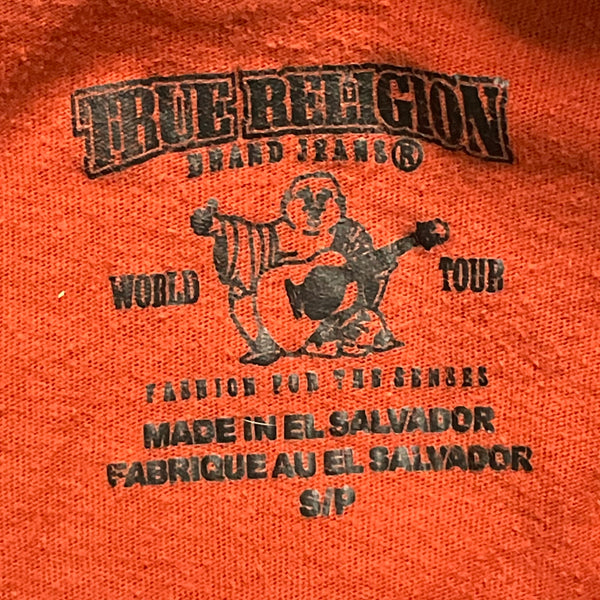 TRUE RELIGION
BRAND JEANS®
WORLD TOUR
FASHION FOR THE SENSES
MADE IN EL SALVADOR
FABRIQUE AU EL SALVADOR
S/P